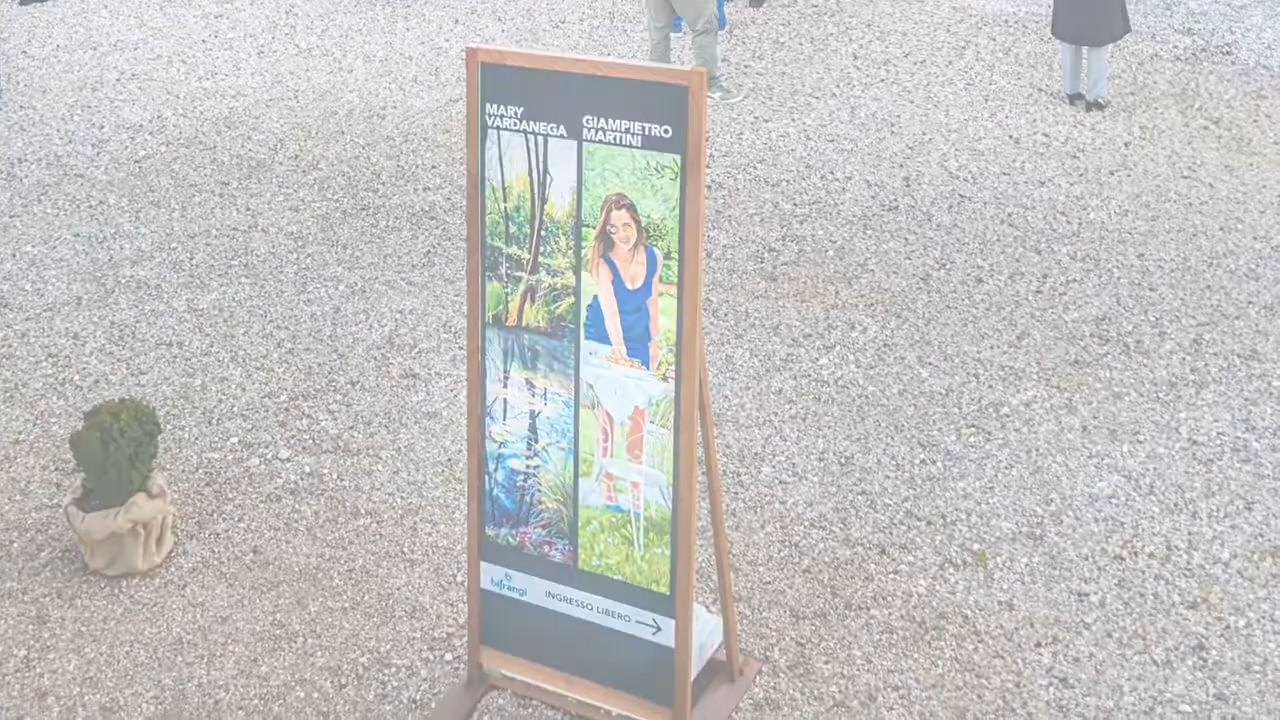 MARY
VARDANEGA
GIAMPIETRO
MARTINI
bifrangi
INGRESSO LIBERO